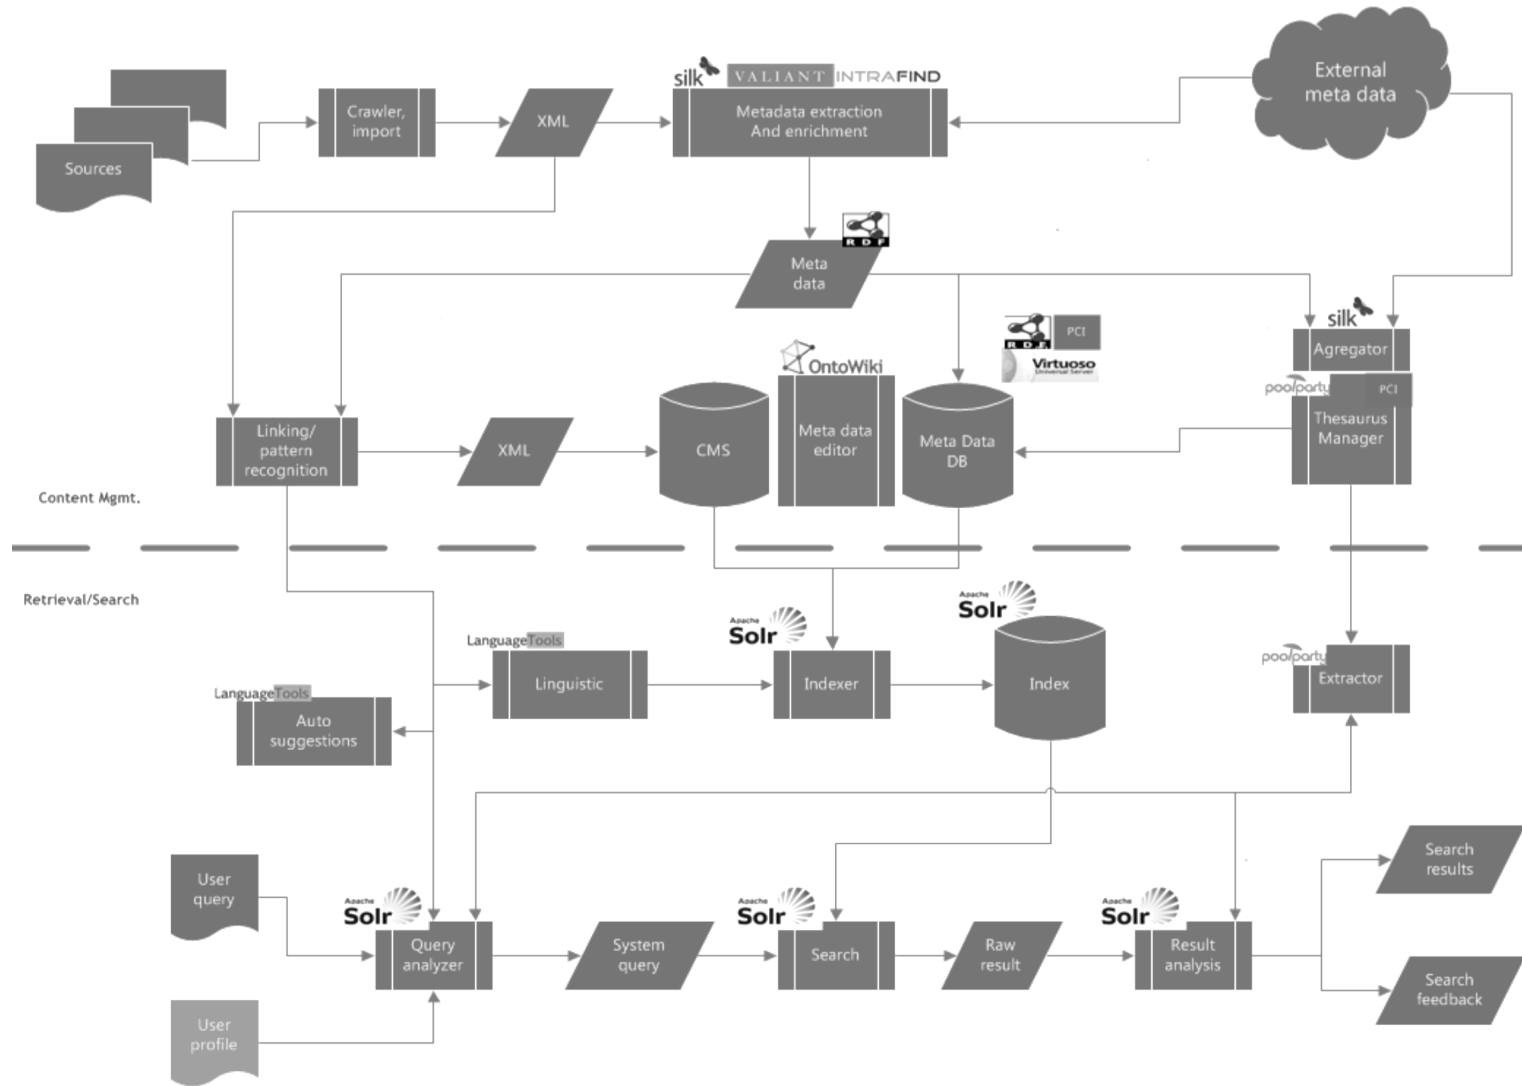 External
meta data
silk
VALIANT
INTRAFIND
Sources
Crawler,
import
XML
Metadata extraction
And enrichment
RDF
Meta
data
silk
Agregator
RDF
PCI
Virtuoso
Universal Server
OntoWiki
poolparty
PCI
Thesaurus
Manager
Linking/
pattern
recognition
XML
CMS
Meta data
editor
Meta Data
DB
Content Mgmt.
Retrieval/Search
Apache
Solr
Apache
Solr
LanguageTools
Linguistic
Indexer
Index
poolparty
Extractor
LanguageTools
Auto
suggestions
User
query
Apache
Solr
Query
analyzer
System
query
Apache
Solr
Search
Raw
result
Apache
Solr
Result
analysis
Search
results
Search
feedback
User
profile